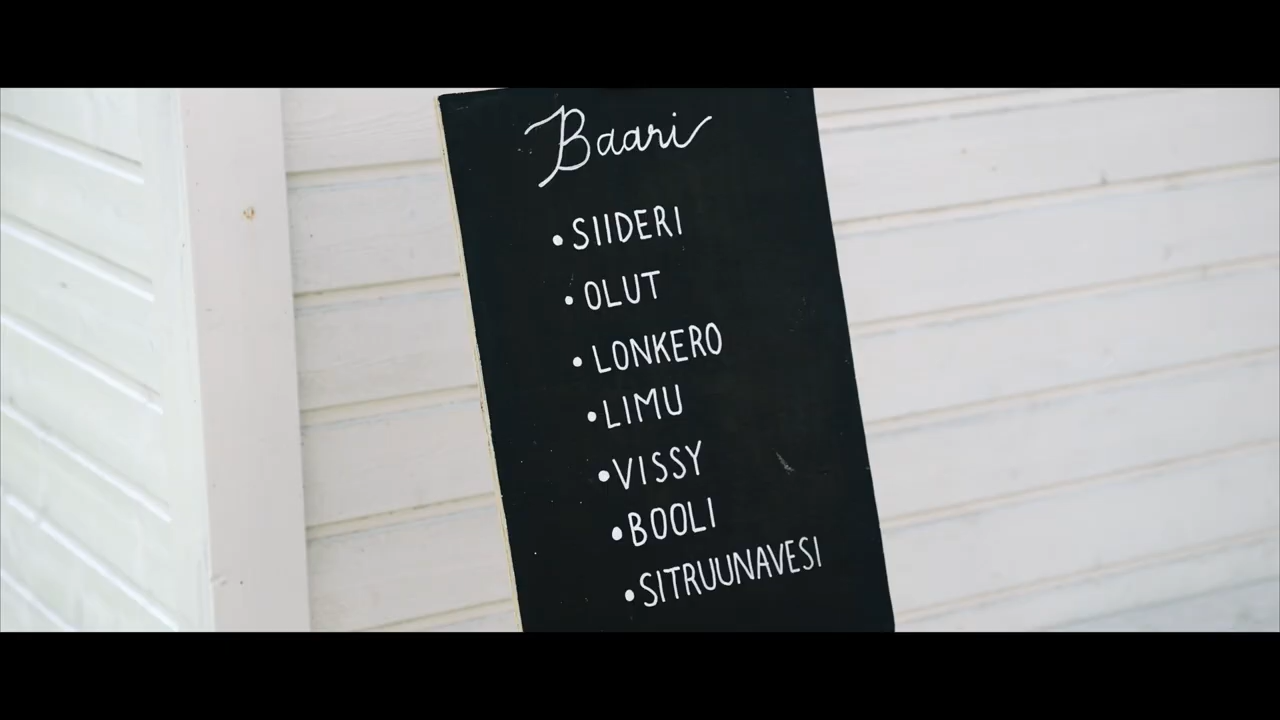 Baari
• SIIDERI
• OLUT
• LONKERO
• LIMU
• VISSY
• BOOLI
• SITRUUNAVESI